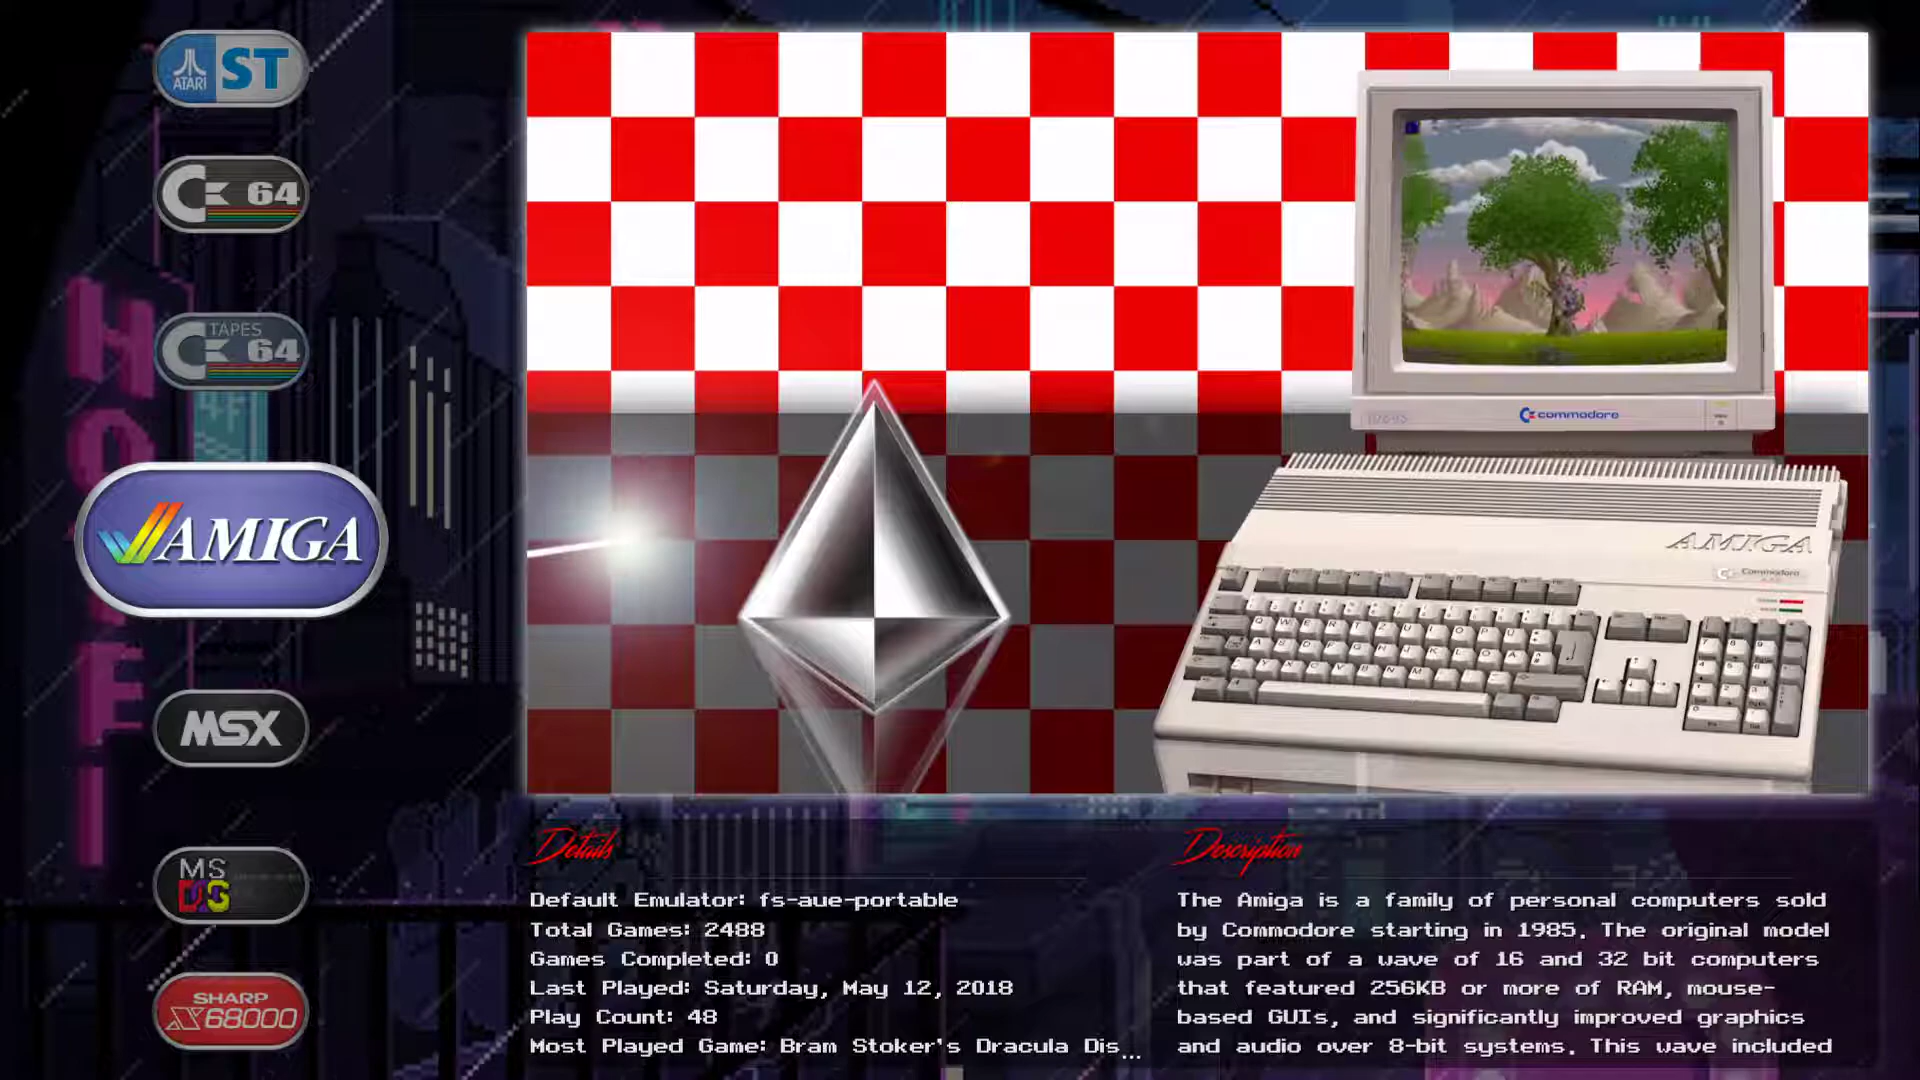 ATARI ST
C 64
TAPES
C 64
AMIGA
MSX
MS
DOS
SHARP
X68000
HOTEL
1084S
commodore
AMIGA
Commodore
Details
Default Emulator: fs-aue-portable
Total Games: 2488
Games Completed: 0
Last Played: Saturday, May 12, 2018
Play Count: 48
Most Played Game: Bram Stoker's Dracula Dis...
Description
The Amiga is a family of personal computers sold
by Commodore starting in 1985. The original model
was part of a wave of 16 and 32 bit computers
that featured 256KB or more of RAM, mouse-
based GUIs, and significantly improved graphics
and audio over 8-bit systems. This wave included